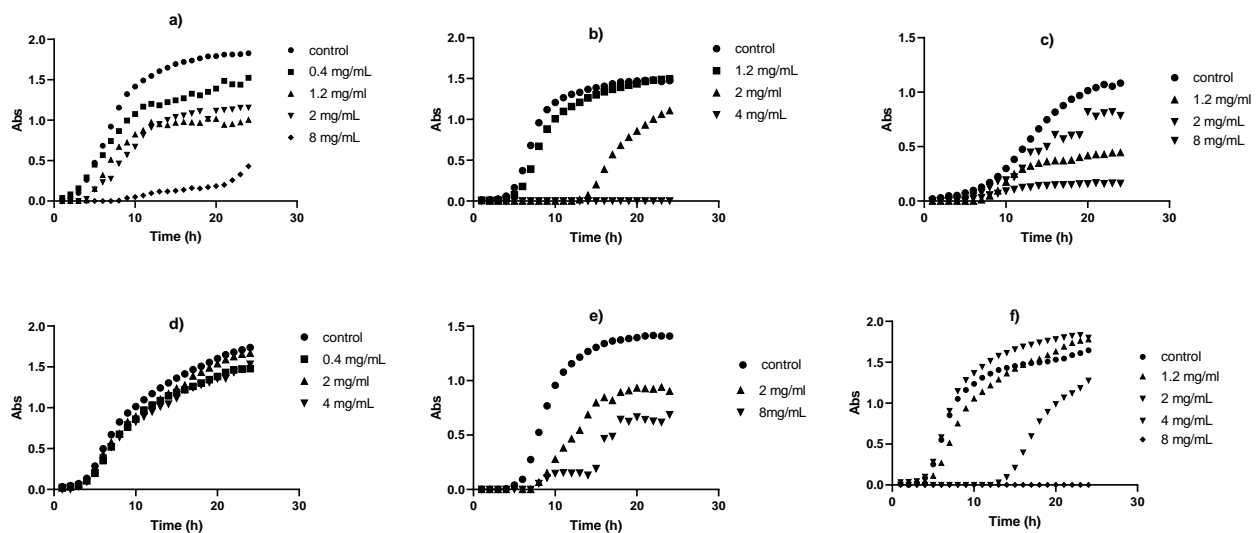 a)
Abs
2.0
1.5
1.0
0.5
0.0
0
10
20
30
Time (h)
control
0.4 mg/mL
1.2 mg/ml
2 mg/mL
8 mg/mL
b)
Abs
2.0
1.5
1.0
0.5
0.0
0
10
20
30
Time (h)
control
1.2 mg/mL
2 mg/ml
4 mg/mL
c)
Abs
1.5
1.0
0.5
0.0
0
10
20
30
Time (h)
control
1.2 mg/ml
2 mg/mL
8 mg/mL
d)
Abs
2.0
1.5
1.0
0.5
0.0
0
10
20
30
Time (h)
control
0.4 mg/mL
2 mg/ml
4 mg/mL
e)
Abs
1.5
1.0
0.5
0.0
0
10
20
30
Time (h)
control
2 mg/ml
8mg/mL
f)
Abs
2.0
1.5
1.0
0.5
0.0
0
10
20
30
Time (h)
control
1.2 mg/ml
2 mg/mL
4 mg/mL
8 mg/mL